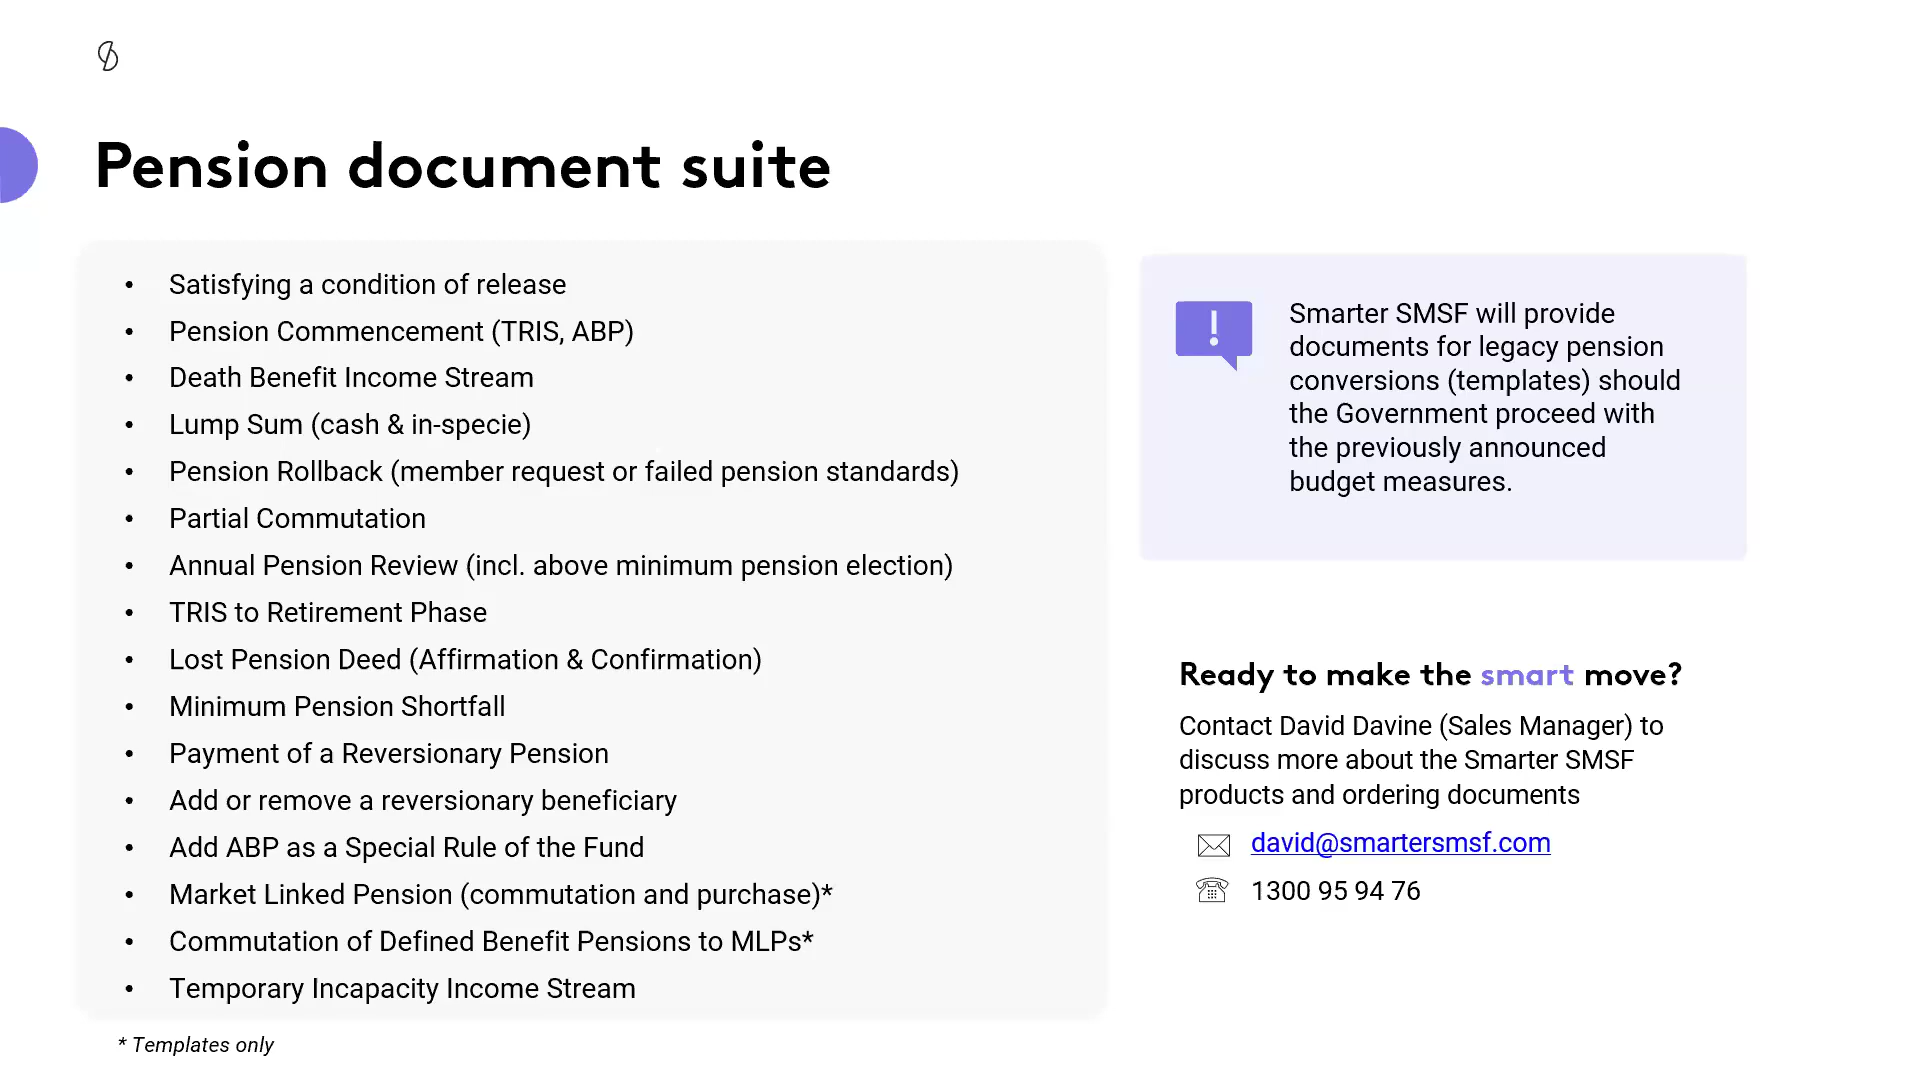 Pension document suite
• Satisfying a condition of release
• Pension Commencement (TRIS, ABP)
• Death Benefit Income Stream
• Lump Sum (cash & in-specie)
• Pension Rollback (member request or failed pension standards)
• Partial Commutation
• Annual Pension Review (incl. above minimum pension election)
• TRIS to Retirement Phase
• Lost Pension Deed (Affirmation & Confirmation)
• Minimum Pension Shortfall
• Payment of a Reversionary Pension
• Add or remove a reversionary beneficiary
• Add ABP as a Special Rule of the Fund
• Market Linked Pension (commutation and purchase)*
• Commutation of Defined Benefit Pensions to MLPs*
• Temporary Incapacity Income Stream
* Templates only
Smarter SMSF will provide
documents for legacy pension
conversions (templates) should
the Government proceed with
the previously announced
budget measures.
Ready to make the smart move?
Contact David Davine (Sales Manager) to
discuss more about the Smarter SMSF
products and ordering documents
david@smartersmsf.com
1300 95 94 76